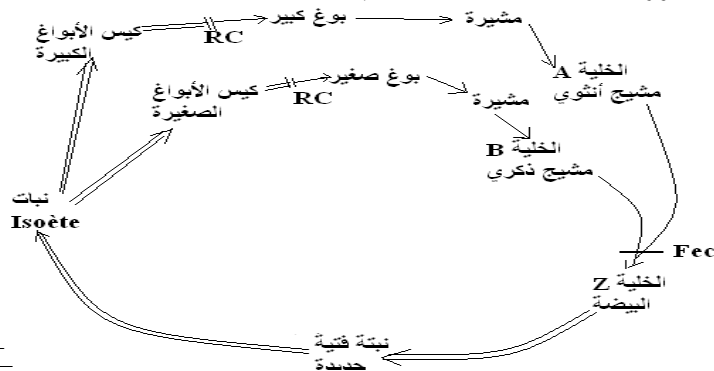 كيس الأبواغ
الكبيرة
RC
بوغ كبير
مشيرة
الخلية A
مشيج أنثوي
كيس الأبواغ
الصغيرة
RC
بوغ صغير
مشيرة
الخلية B
مشيج ذكري
نبات
Isoète
Fec
الخلية Z
البيضة
نبتة فتية
جديدة